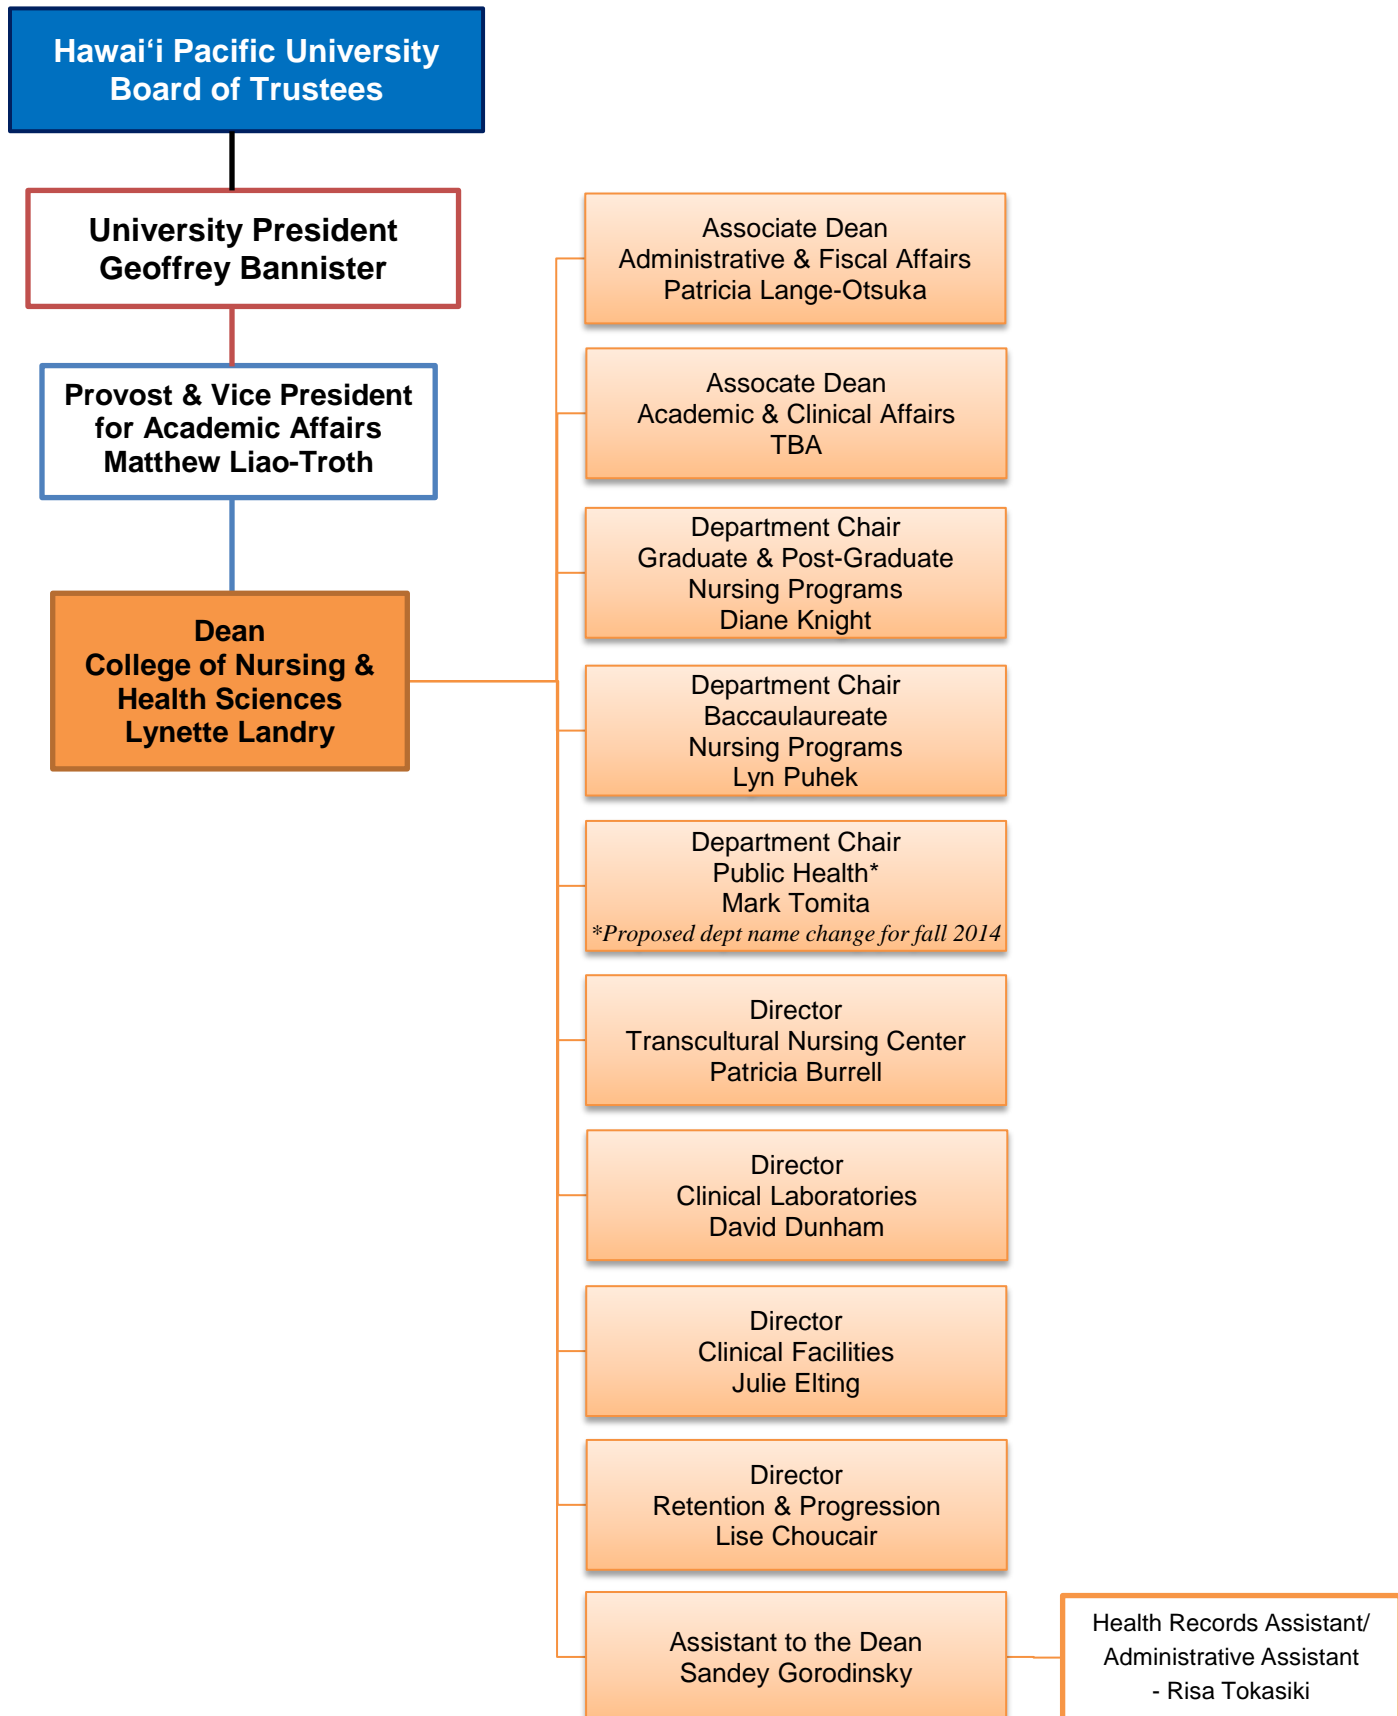 Hawai‘i Pacific University
Board of Trustees
University President
Geoffrey Bannister
Provost & Vice President
for Academic Affairs
Matthew Liao-Troth
Dean
College of Nursing &
Health Sciences
Lynette Landry
Associate Dean
Administrative & Fiscal Affairs
Patricia Lange-Otsuka
Assocate Dean
Academic & Clinical Affairs
TBA
Department Chair
Graduate & Post-Graduate
Nursing Programs
Diane Knight
Department Chair
Baccaulaureate
Nursing Programs
Lyn Puhek
Department Chair
Public Health*
Mark Tomita
*Proposed dept name change for fall 2014
Director
Transcultural Nursing Center
Patricia Burrell
Director
Clinical Laboratories
David Dunham
Director
Clinical Facilities
Julie Elting
Director
Retention & Progression
Lise Choucair
Assistant to the Dean
Sandey Gorodinsky
Health Records Assistant/
Administrative Assistant
- Risa Tokasiki